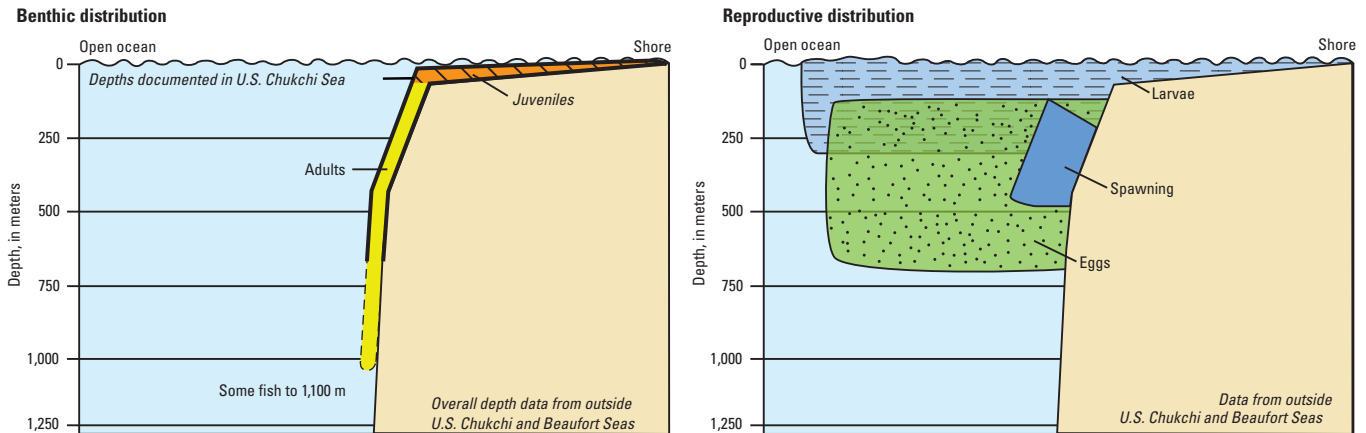 Benthic distribution
Open ocean
Shore
Depths documented in U.S. Chukchi Sea
Juveniles
Adults
Some fish to 1,100 m
Overall depth data from outside
U.S. Chukchi and Beaufort Seas
Depth, in meters
0
250
500
750
1,000
1,250
Reproductive distribution
Open ocean
Shore
Larvae
Spawning
Eggs
Data from outside
U.S. Chukchi and Beaufort Seas
Depth, in meters
0
250
500
750
1,000
1,250